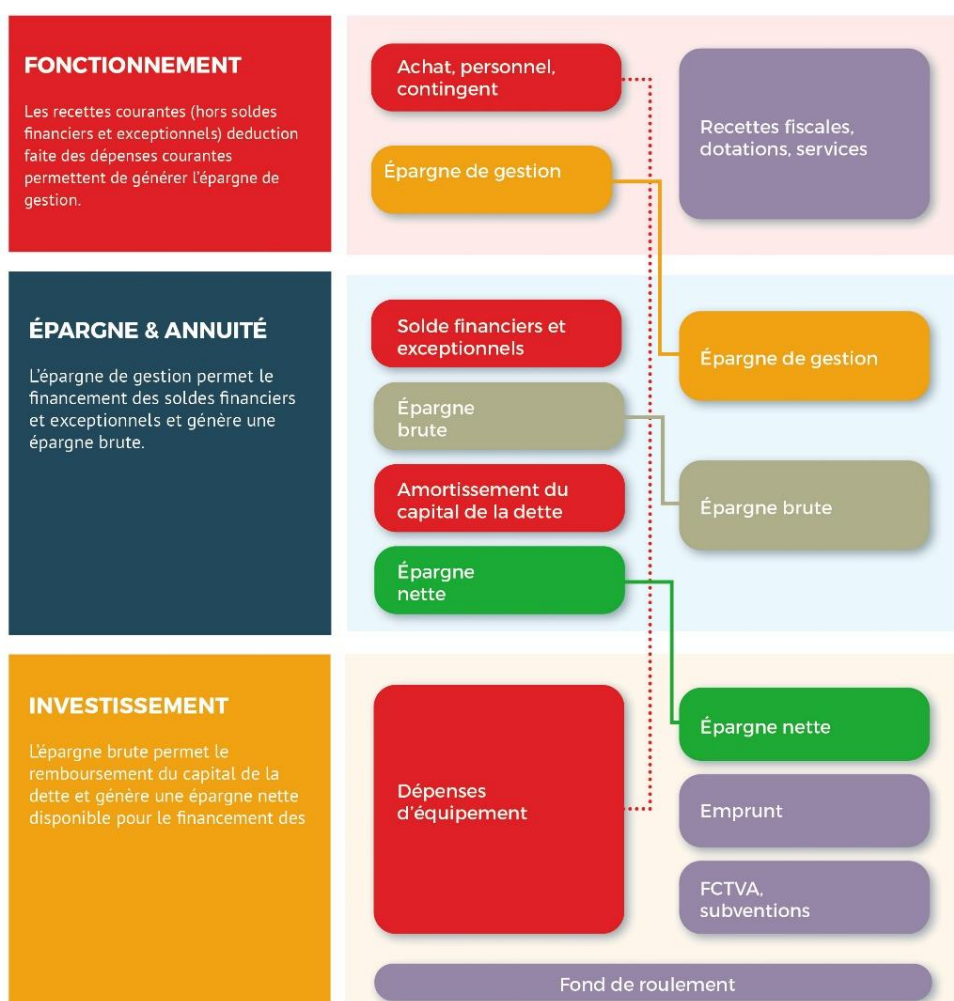 FONCTIONNEMENT
Les recettes courantes (hors soldes
financiers et exceptionnels) deduction
faite des dépenses courantes
permettent de générer l'épargne de
gestion.
Achat, personnel,
contingent
Épargne de gestion
Recettes fiscales,
dotations, services
ÉPARGNE & ANNUITÉ
L'épargne de gestion permet le
financement des soldes financiers
et exceptionnels et génère une
épargne brute.
Solde financiers et
exceptionnels
Épargne
brute
Amortissement du
capital de la dette
Épargne
nette
Épargne de gestion
Épargne brute
INVESTISSEMENT
L'épargne brute permet le
remboursement du capital de la
dette et génère une épargne nette
disponible pour le financement des
Dépenses
d'équipement
Épargne nette
Emprunt
FCTVA,
subventions
Fond de roulement